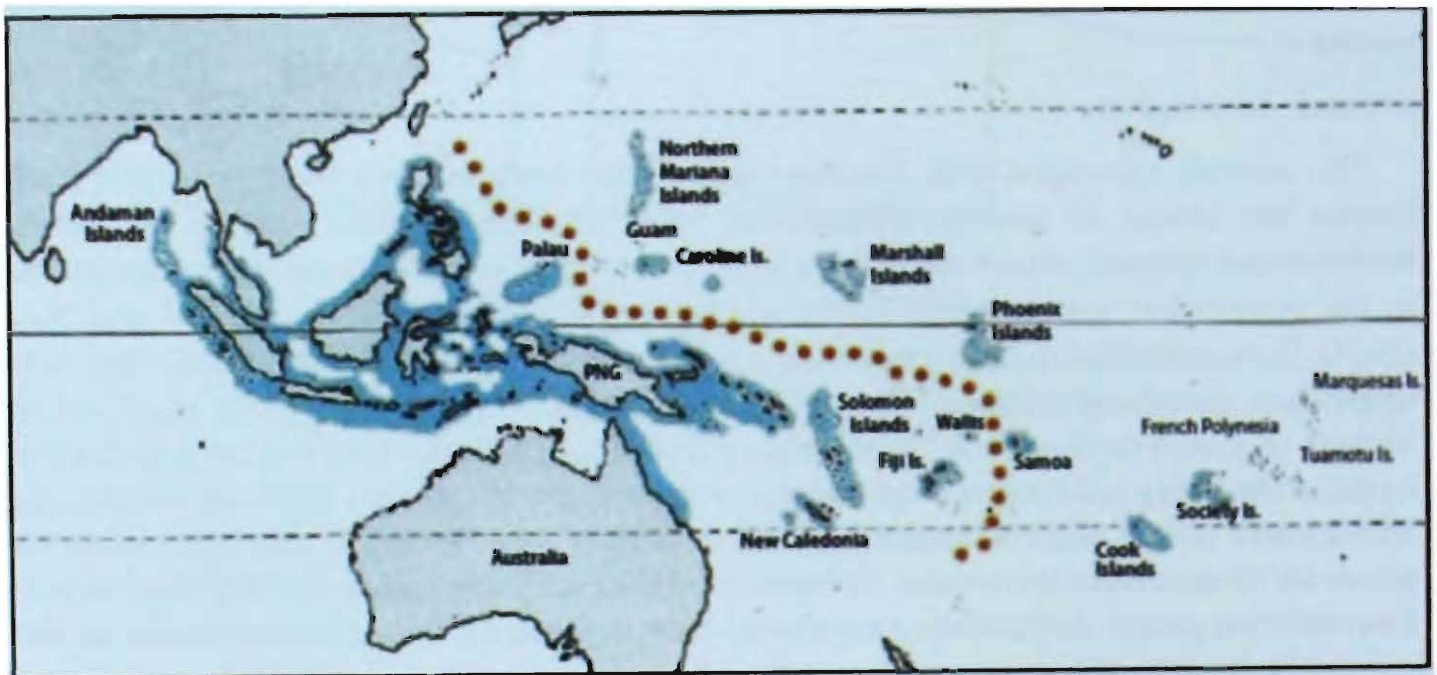 Northern
Mariana
Islands
Andaman
Islands
Guam
Palau
Caroline Is.
Marshall
Islands
Phoenix
Islands
PNG
Marquesas Is.
Solomon
Islands
Wallis
French Polynesia
Fiji Is.
Samoa
Tuamotu Is.
Society Is.
New Caledonia
Australia
Cook
Islands